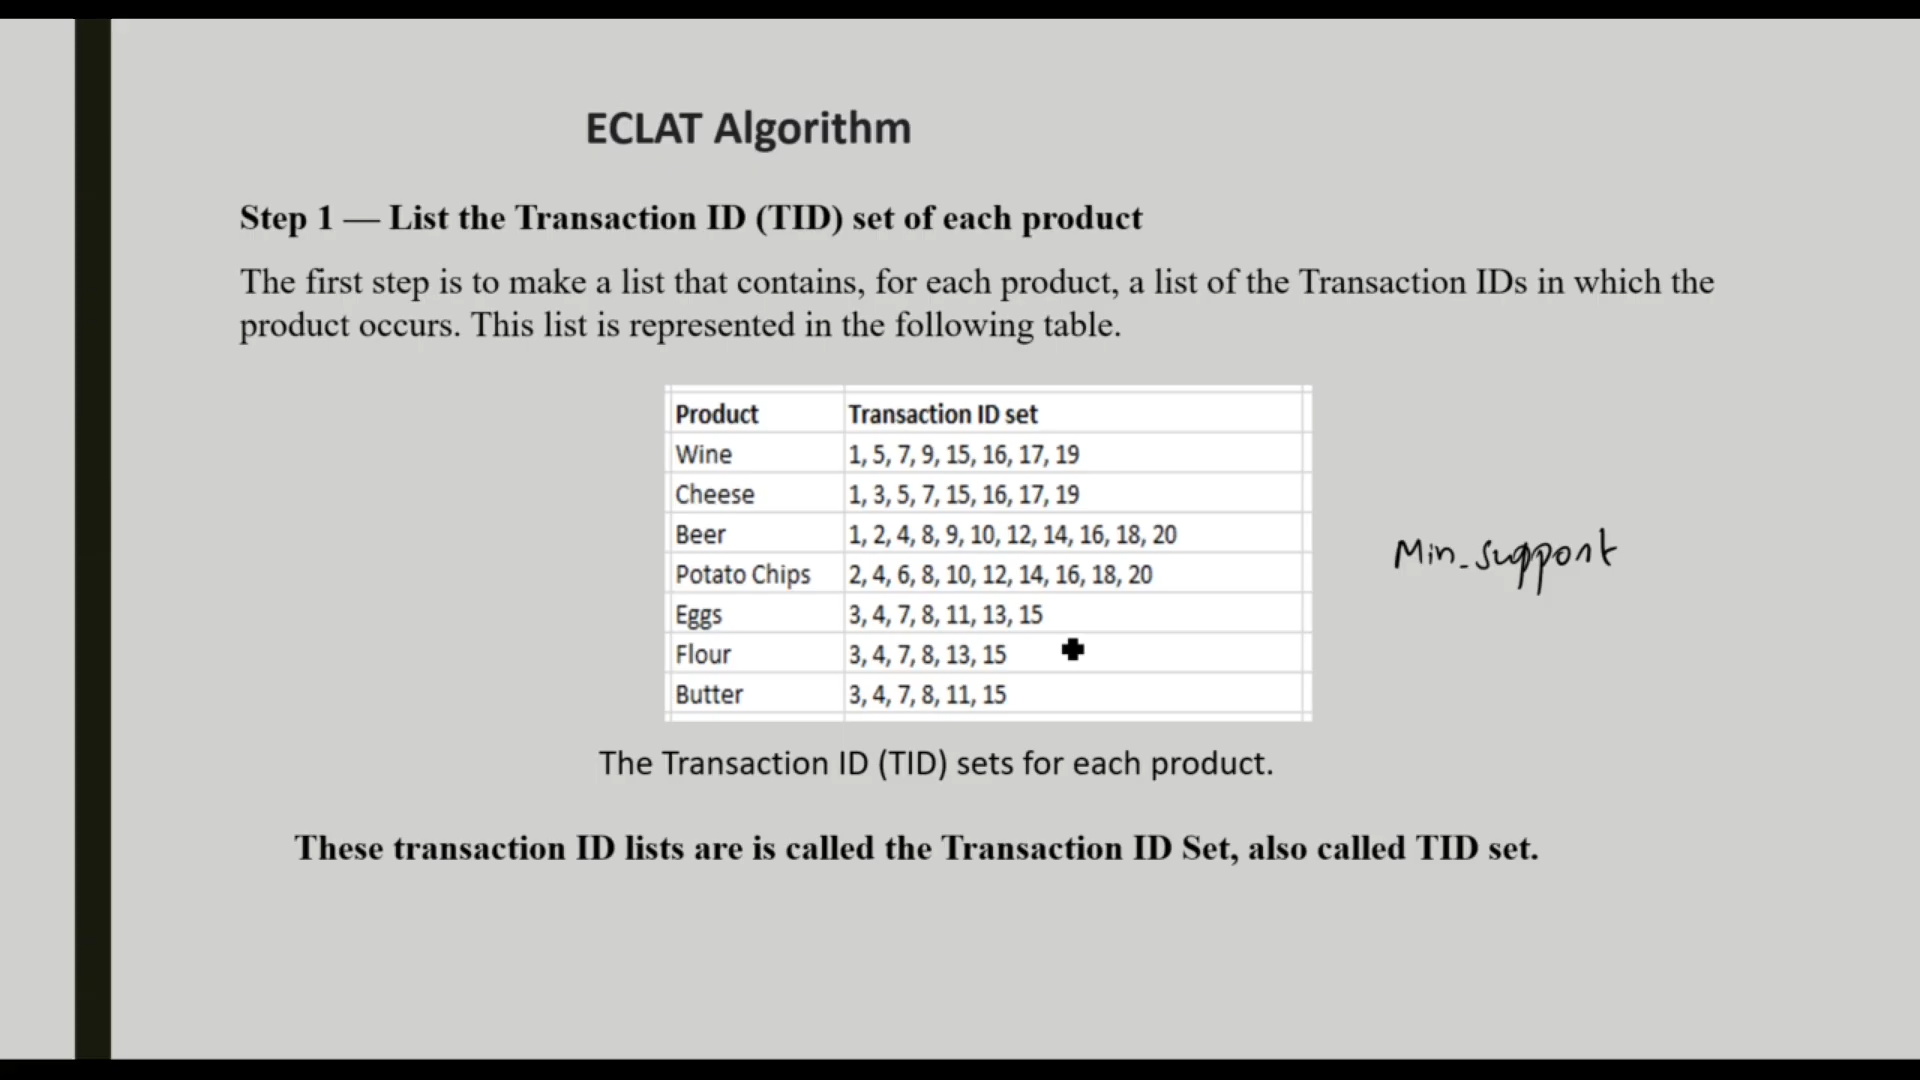 ECLAT Algorithm
Step 1 — List the Transaction ID (TID) set of each product
The first step is to make a list that contains, for each product, a list of the Transaction IDs in which the
product occurs. This list is represented in the following table.
Product Transaction ID set
Wine 1, 5, 7, 9, 15, 16, 17, 19
Cheese 1, 3, 5, 7, 15, 16, 17, 19
Beer 1, 2, 4, 8, 9, 10, 12, 14, 16, 18, 20
Potato Chips 2, 4, 6, 8, 10, 12, 14, 16, 18, 20
Eggs 3, 4, 7, 8, 11, 13, 15
Flour 3, 4, 7, 8, 13, 15
Butter 3, 4, 7, 8, 11, 15
Min_support
The Transaction ID (TID) sets for each product.
These transaction ID lists are is called the Transaction ID Set, also called TID set.